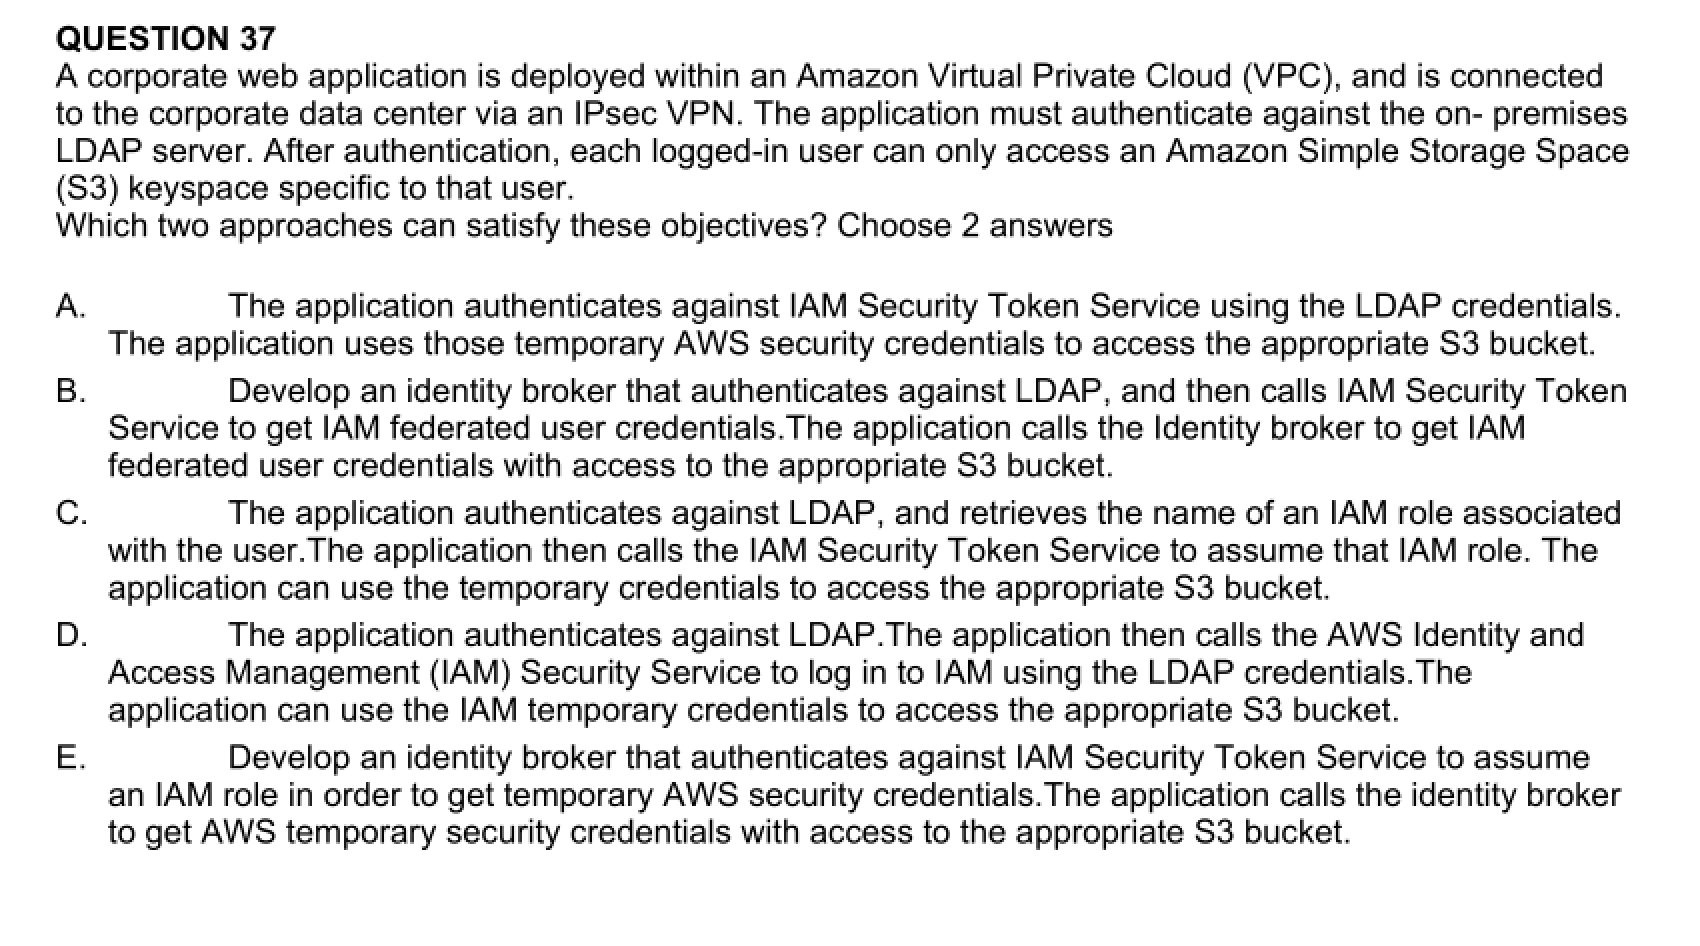 QUESTION 37
A corporate web application is deployed within an Amazon Virtual Private Cloud (VPC), and is connected
to the corporate data center via an IPsec VPN. The application must authenticate against the on- premises
LDAP server. After authentication, each logged-in user can only access an Amazon Simple Storage Space
(S3) keyspace specific to that user.
Which two approaches can satisfy these objectives? Choose 2 answers
A. The application authenticates against IAM Security Token Service using the LDAP credentials.
The application uses those temporary AWS security credentials to access the appropriate S3 bucket.
B. Develop an identity broker that authenticates against LDAP, and then calls IAM Security Token
Service to get IAM federated user credentials.The application calls the Identity broker to get IAM
federated user credentials with access to the appropriate S3 bucket.
C. The application authenticates against LDAP, and retrieves the name of an IAM role associated
with the user.The application then calls the IAM Security Token Service to assume that IAM role. The
application can use the temporary credentials to access the appropriate S3 bucket.
D. The application authenticates against LDAP.The application then calls the AWS Identity and
Access Management (IAM) Security Service to log in to IAM using the LDAP credentials.The
application can use the IAM temporary credentials to access the appropriate S3 bucket.
E. Develop an identity broker that authenticates against IAM Security Token Service to assume
an IAM role in order to get temporary AWS security credentials.The application calls the identity broker
to get AWS temporary security credentials with access to the appropriate S3 bucket.